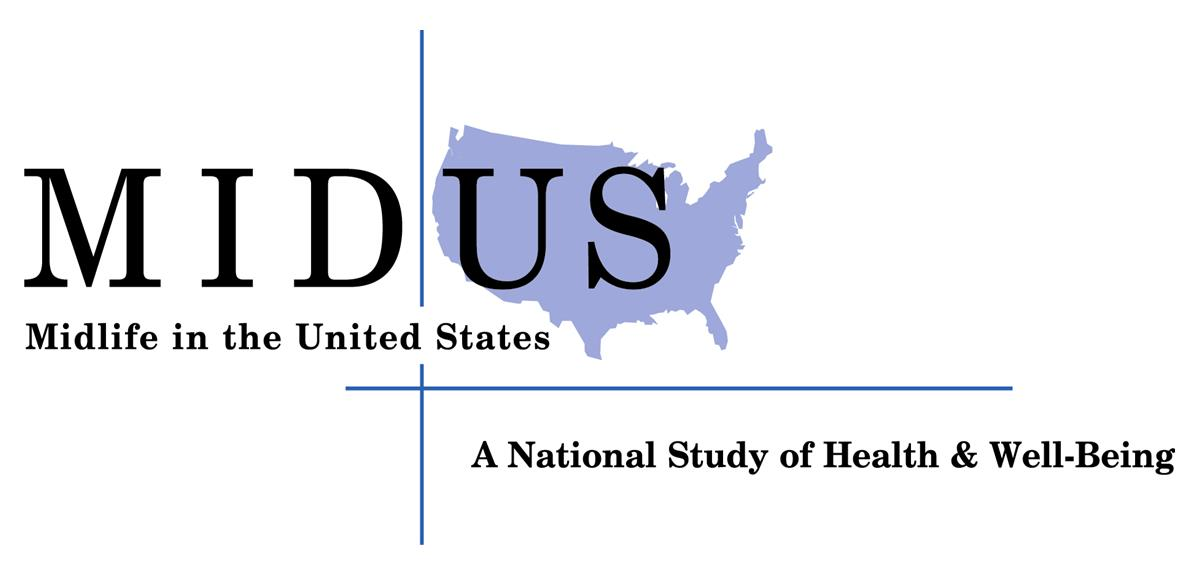 MIDUS
Midlife in the United States
A National Study of Health & Well-Being